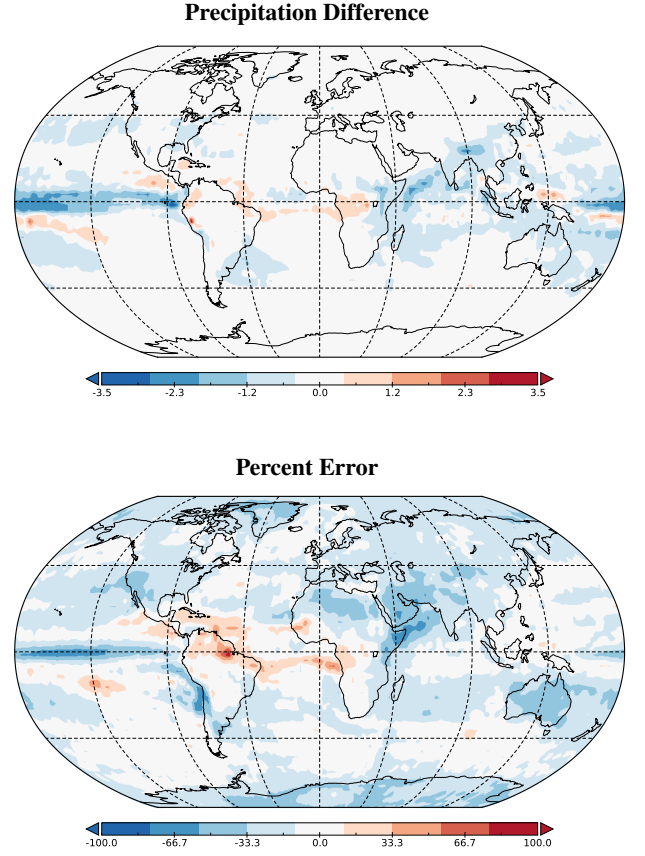 Precipitation Difference
-3.5 -2.3 -1.2 0.0 1.2 2.3 3.5
Percent Error
-100.0 -66.7 -33.3 0.0 33.3 66.7 100.0